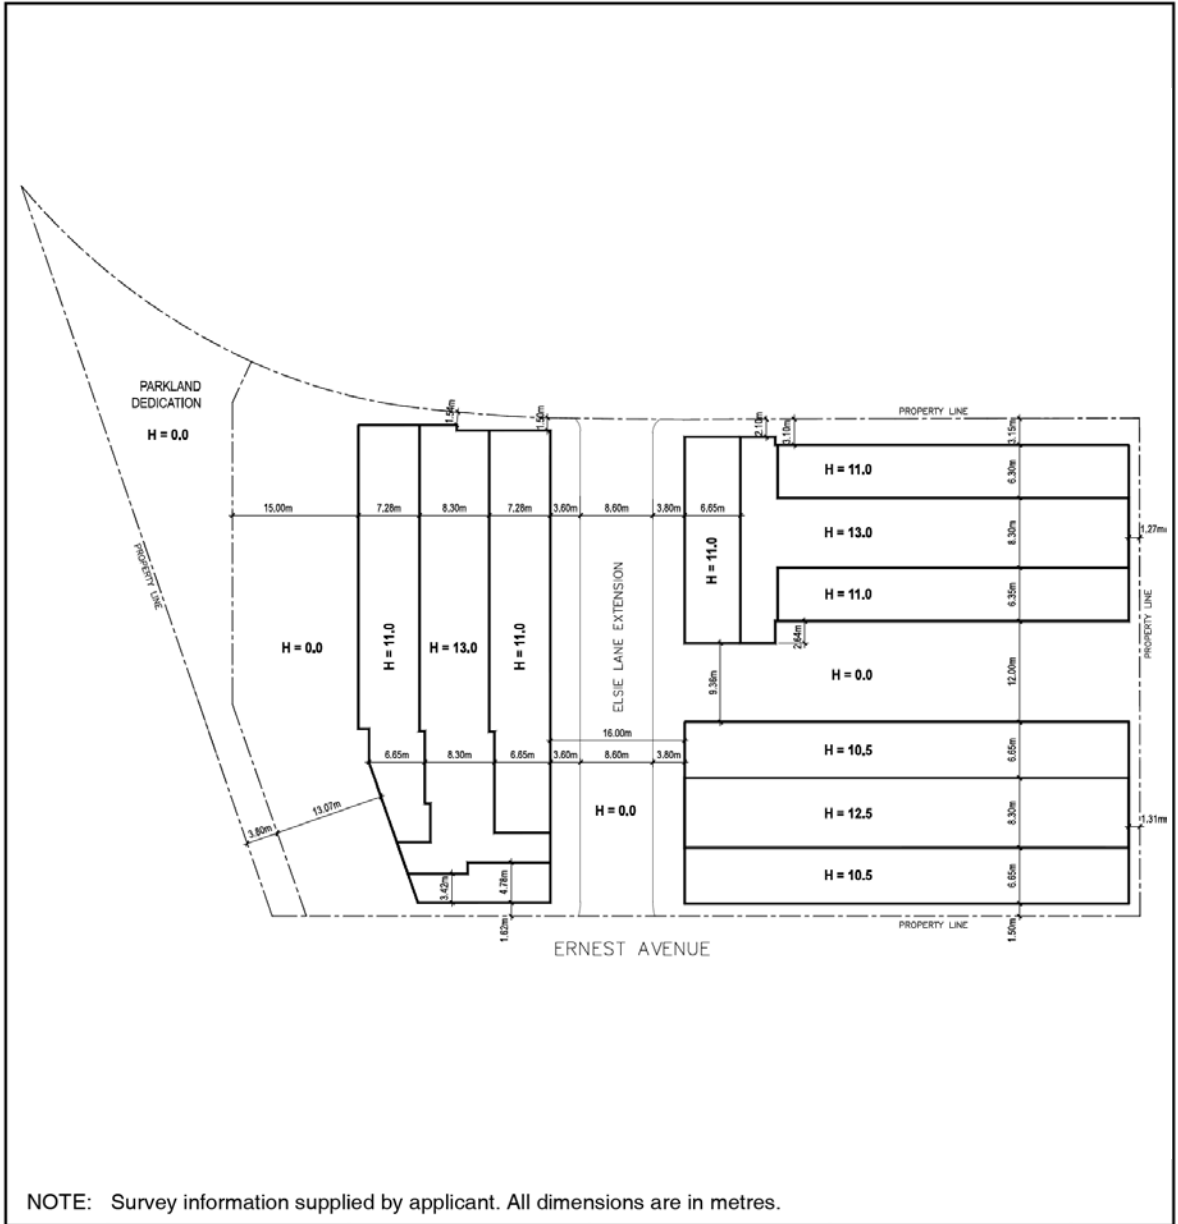 PARKLAND
DEDICATION
H = 0.0
PROPERTY LINE
1.54m
1.50m
2.10m
3.10m
PROPERTY LINE
3.15m
H = 11.0
6.30m
15.00m
7.28m
8.30m
7.28m
3.60m
8.60m
3.80m
6.65m
H = 13.0
8.30m
1.27m
H = 11.0
H = 11.0
6.35m
PROPERTY LINE
ELSIE LANE EXTENSION
PROPERTY LINE
H = 0.0
H = 11.0
H = 13.0
H = 11.0
2.64m
9.36m
H = 0.0
12.00m
16.00m
6.65m
8.30m
6.65m
3.60m
8.60m
3.80m
H = 10.5
6.65m
H = 0.0
H = 12.5
8.30m
1.31m
3.80m
13.07m
H = 10.5
6.65m
3.42m
4.78m
1.62m
PROPERTY LINE
1.50m
ERNEST AVENUE
NOTE: Survey information supplied by applicant. All dimensions are in metres.